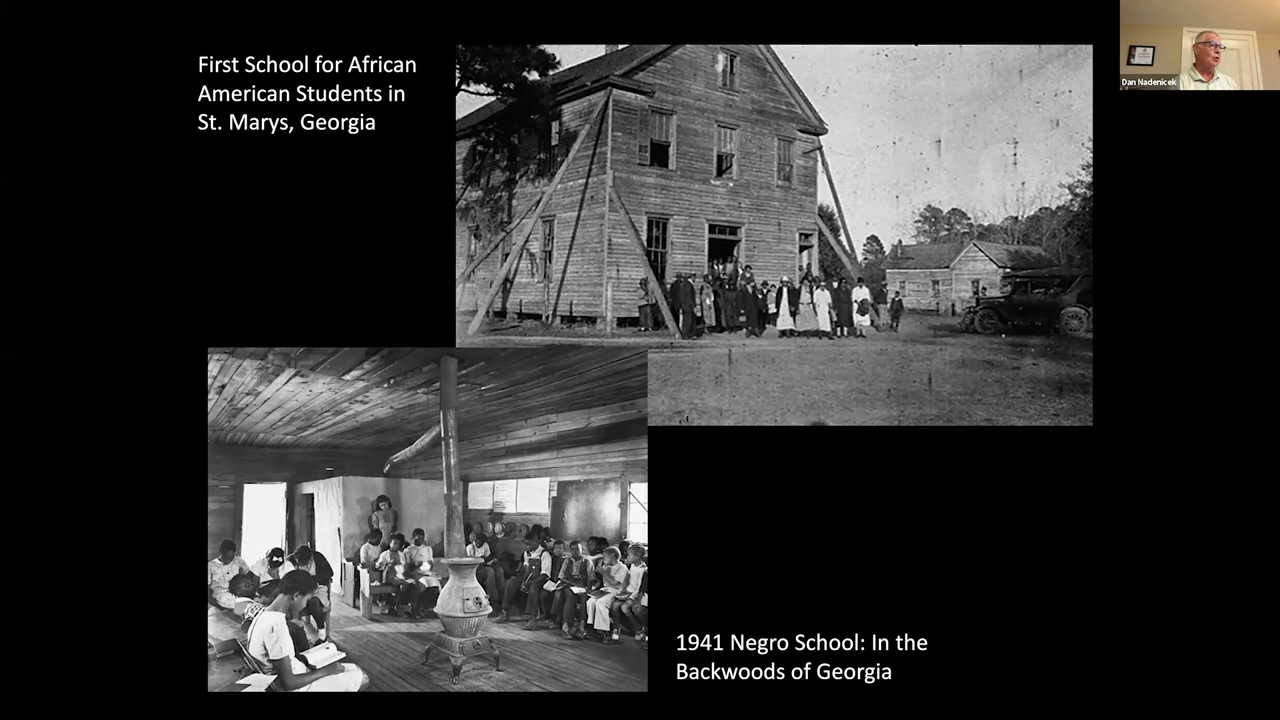 First School for African
American Students in
St. Marys, Georgia
Dan Nadenicek
1941 Negro School: In the
Backwoods of Georgia